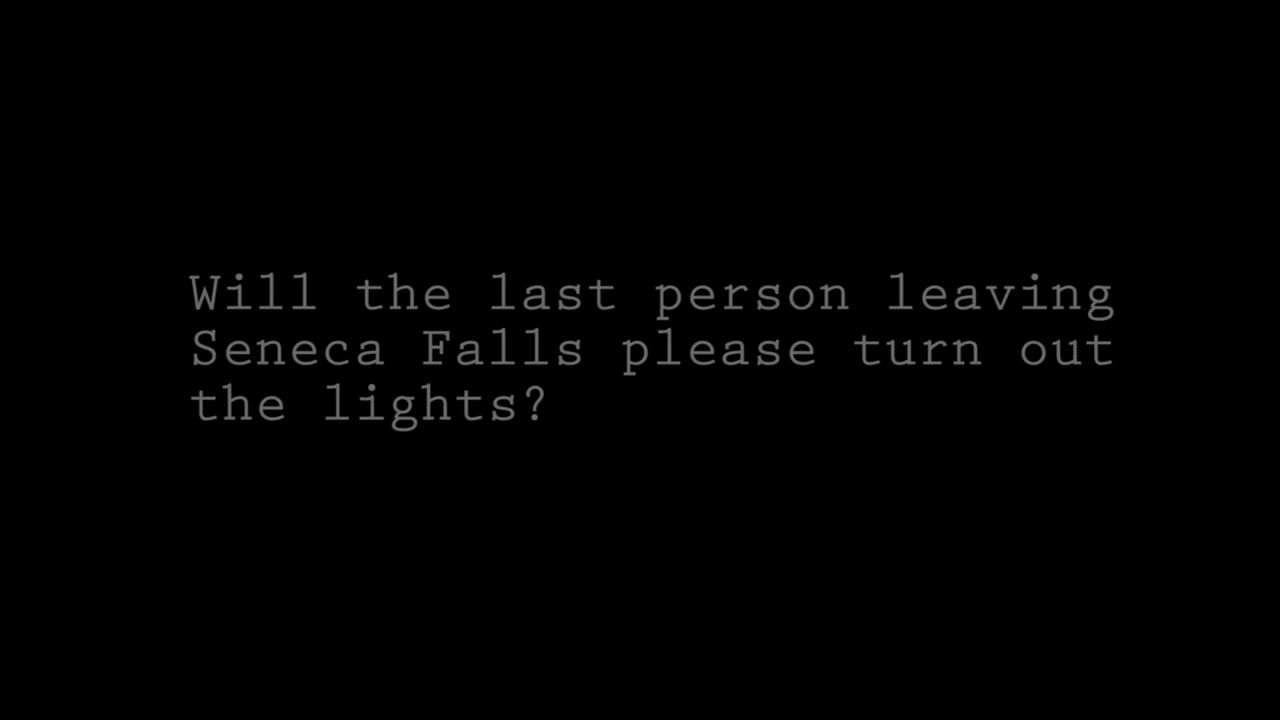 Will the last person leaving
Seneca Falls please turn out
the lights?